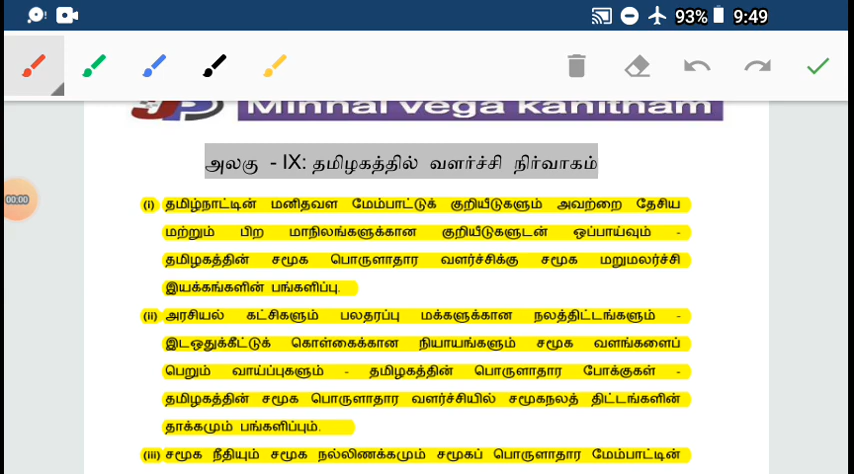 93% 9:49
Minnal vega kanitham
அலகு - IX: தமிழகத்தில் வளர்ச்சி நிர்வாகம்
00:00
(i) தமிழ்நாட்டின் மனிதவள மேம்பாட்டுக் குறியீடுகளும் அவற்றை தேசிய
மற்றும் பிற மாநிலங்களுக்கான குறியீடுகளுடன் ஒப்பாய்வும் -
தமிழகத்தின் சமூக பொருளாதார வளர்ச்சிக்கு சமூக மறுமலர்ச்சி
இயக்கங்களின் பங்களிப்பு.
(ii) அரசியல் கட்சிகளும் பலதரப்பு மக்களுக்கான நலத்திட்டங்களும் -
இடஒதுக்கீட்டுக் கொள்கைக்கான நியாயங்களும் சமூக வளங்களைப்
பெறும் வாய்ப்புகளும் - தமிழகத்தின் பொருளாதார போக்குகள் -
தமிழகத்தின் சமூக பொருளாதார வளர்ச்சியில் சமூகநலத் திட்டங்களின்
தாக்கமும் பங்களிப்பும்.
(iii) சமூக நீதியும் சமூக நல்லிணக்கமும் சமூகப் பொருளாதார மேம்பாட்டின்